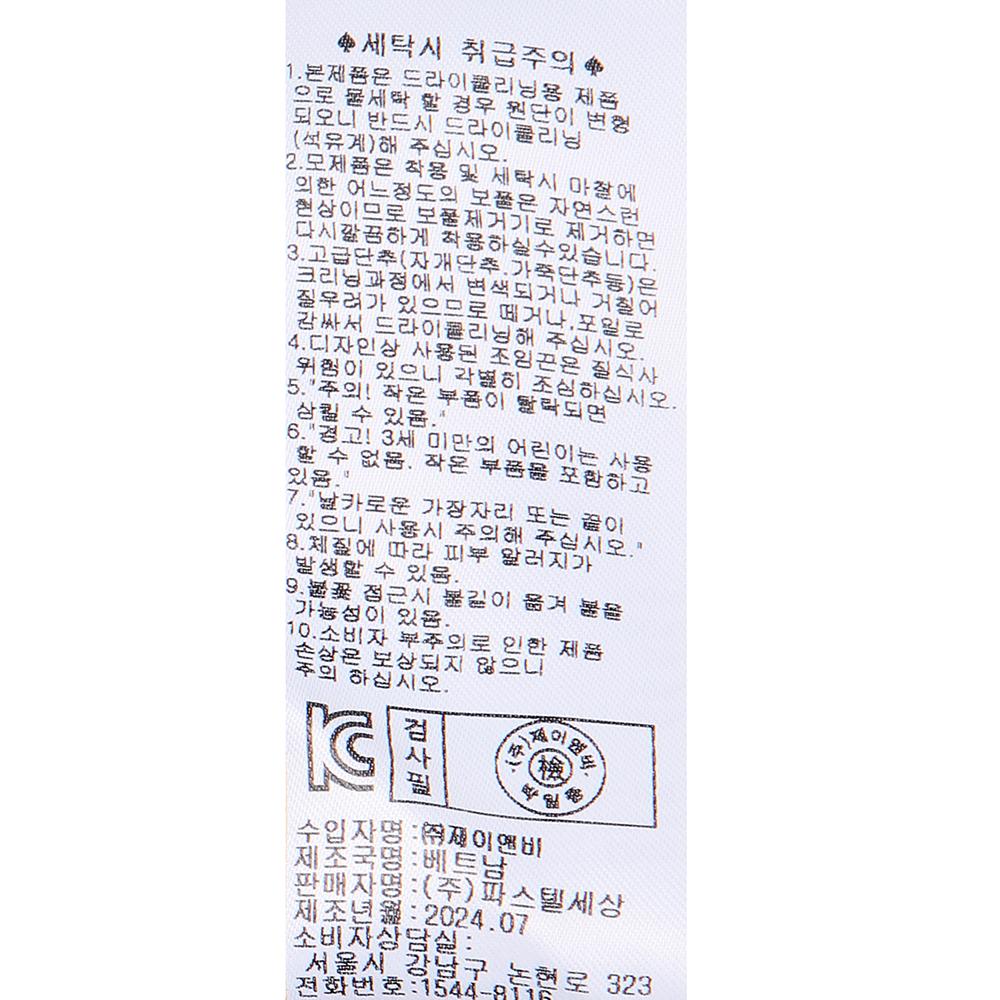 ♠세탁시 취급주의♠
1.본제품은 드라이클리닝용 제품
으로 물세탁 할 경우 원단이 변형
되오니 반드시 드라이클리닝
(석유계)해 주십시오.
2.모제품은 착용 및 세탁시 마찰에
의한 어느정도의 보풀은 자연스런
현상이므로 보풀제거기로 제거하면
다시깔끔하게 착용하실수있습니다.
3.고급단추(자개단추.가죽단추등)은
크리닝과정에서 변색되거나 거칠어
질우려가 있으므로 떼거나,포일로
감싸서 드라이클리닝해 주십시오.
4.디자인상 사용된 조임끈은 질식사
위험이 있으니 각별히 조심하십시오.
5."주의! 작은 부품이 탈락되면
삼킬 수 있음."
6."경고! 3세 미만의 어린이는 사용
할 수 없음. 작은 부품을 포함하고
있음."
7."날카로운 가장자리 또는 끝이
있으니 사용시 주의해 주십시오."
8.체질에 따라 피부 알러지가
발생할 수 있음.
9.불꽃 접근시 불길이 옮겨 붙을
가능성이 있음.
10.소비자 부주의로 인한 제품
손상은 보상되지 않으니
주의 하십시오.
KC
검사필
(주)제이앤비
檢
수입자명:㈜제이앤비
제조국명:베트남
판매자명:(주)파스텔세상
제조년월:2024.07
소비자상담실:
서울시 강남구 논현로 323
전화번호:1544-8116